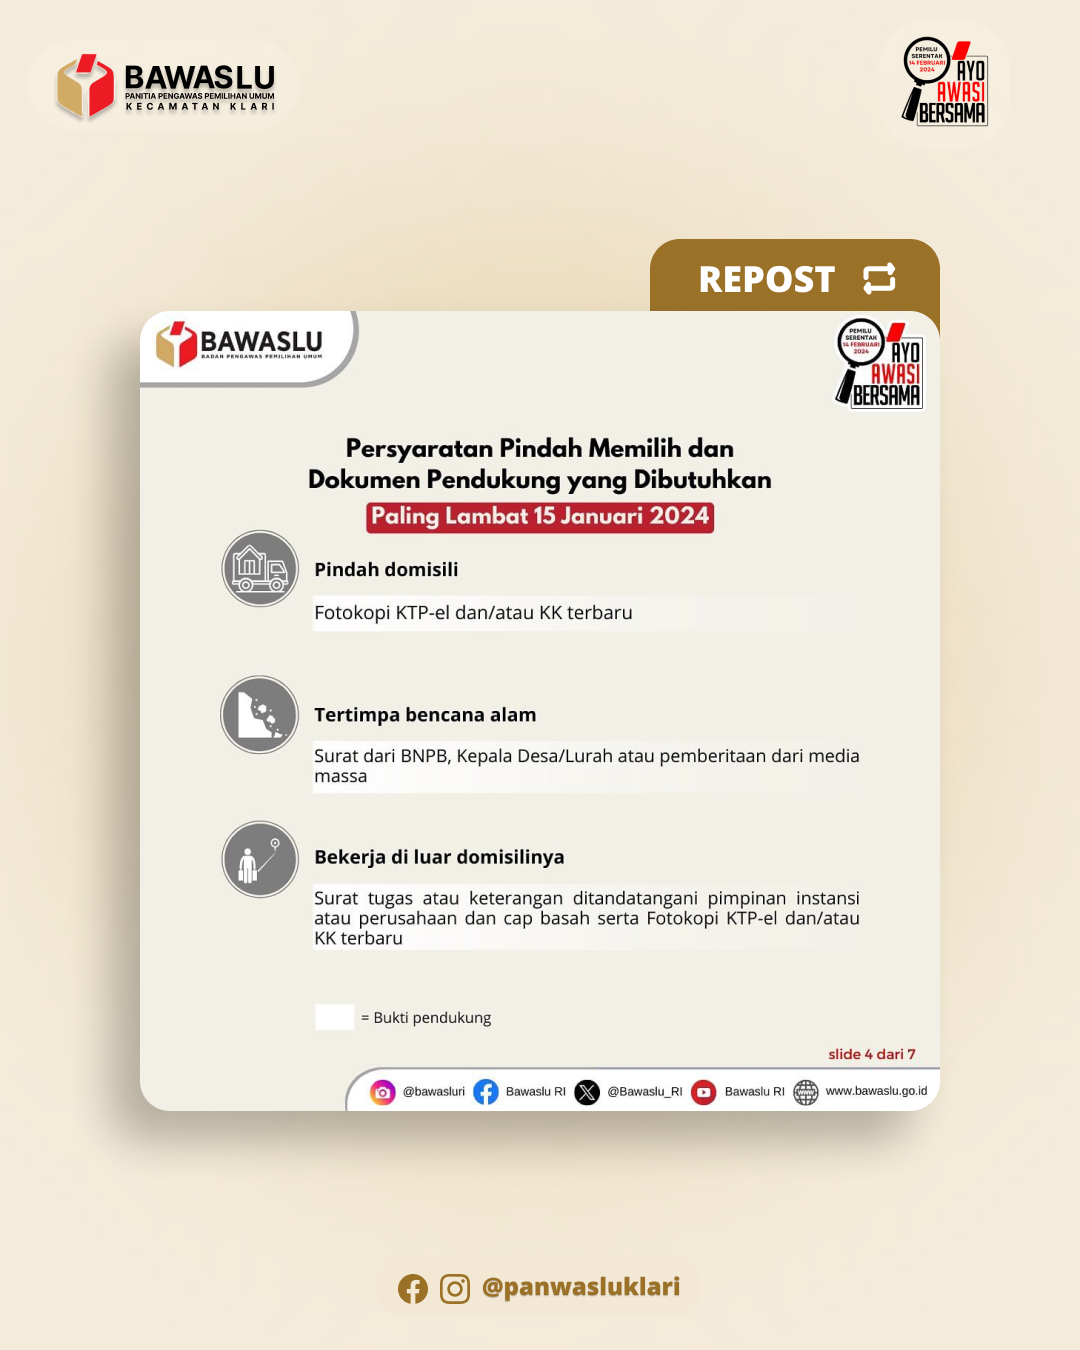 BAWASLU
PANITIA PENGAWAS PEMILIHAN UMUM
KECAMATAN KLARI
PEMILU
SERENTAK
14 FEBRUARI
2024
AYO
AWASI
BERSAMA
REPOST
BAWASLU
BADAN PENGAWAS PEMILIHAN UMUM
PEMILU
SERENTAK
14 FEBRUARI
2024
AYO
AWASI
BERSAMA
Persyaratan Pindah Memilih dan
Dokumen Pendukung yang Dibutuhkan
Paling Lambat 15 Januari 2024
Pindah domisili
Fotokopi KTP-el dan/atau KK terbaru
Tertimpa bencana alam
Surat dari BNPB, Kepala Desa/Lurah atau pemberitaan dari media
massa
Bekerja di luar domisilinya
Surat tugas atau keterangan ditandatangani pimpinan instansi
atau perusahaan dan cap basah serta Fotokopi KTP-el dan/atau
KK terbaru
= Bukti pendukung
slide 4 dari 7
@bawasluri Bawaslu RI @Bawaslu_RI Bawaslu RI www.bawaslu.go.id
@panwasluklari